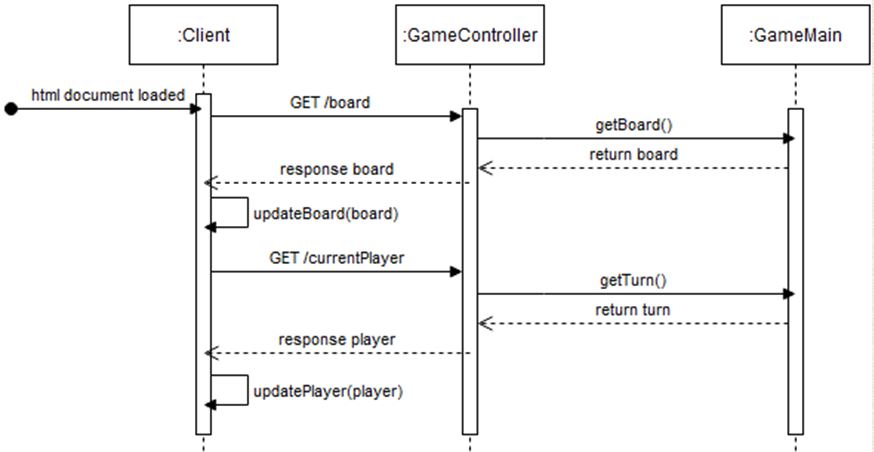 :Client
:GameController
:GameMain
html document loaded
GET /board
getBoard()
return board
response board
updateBoard(board)
GET /currentPlayer
getTurn()
return turn
response player
updatePlayer(player)